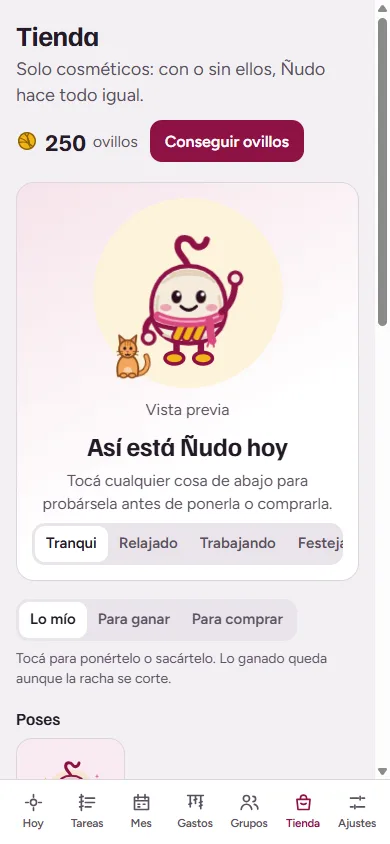 Tienda
Solo cosméticos: con o sin ellos, Ñudo
hace todo igual.
250 ovillos
Conseguir ovillos
Vista previa
Así está Ñudo hoy
Tocá cualquier cosa de abajo para
probársela antes de ponerla o comprarla.
Tranqui Relajado Trabajando Festeja
Lo mío Para ganar Para comprar
Tocá para ponértelo o sacártelo. Lo ganado queda
aunque la racha se corte.
Poses
Hoy Tareas Mes Gastos Grupos Tienda Ajustes